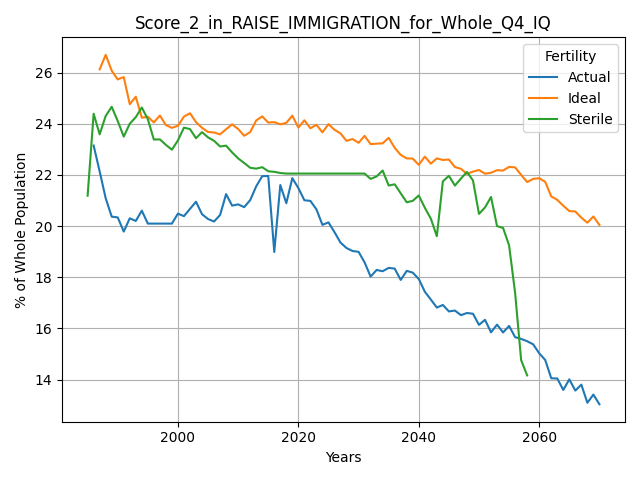 Score_2_in_RAISE_IMMIGRATION_for_Whole_Q4_IQ
Fertility
Actual
Ideal
Sterile
% of Whole Population
26
24
22
20
18
16
14
2000
2020
2040
2060
Years